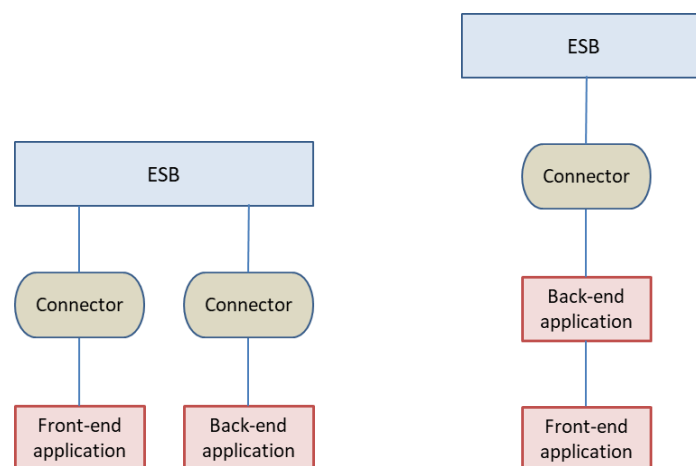 ESB
Connector
Connector
Front-end
application
Back-end
application
ESB
Connector
Back-end
application
Front-end
application